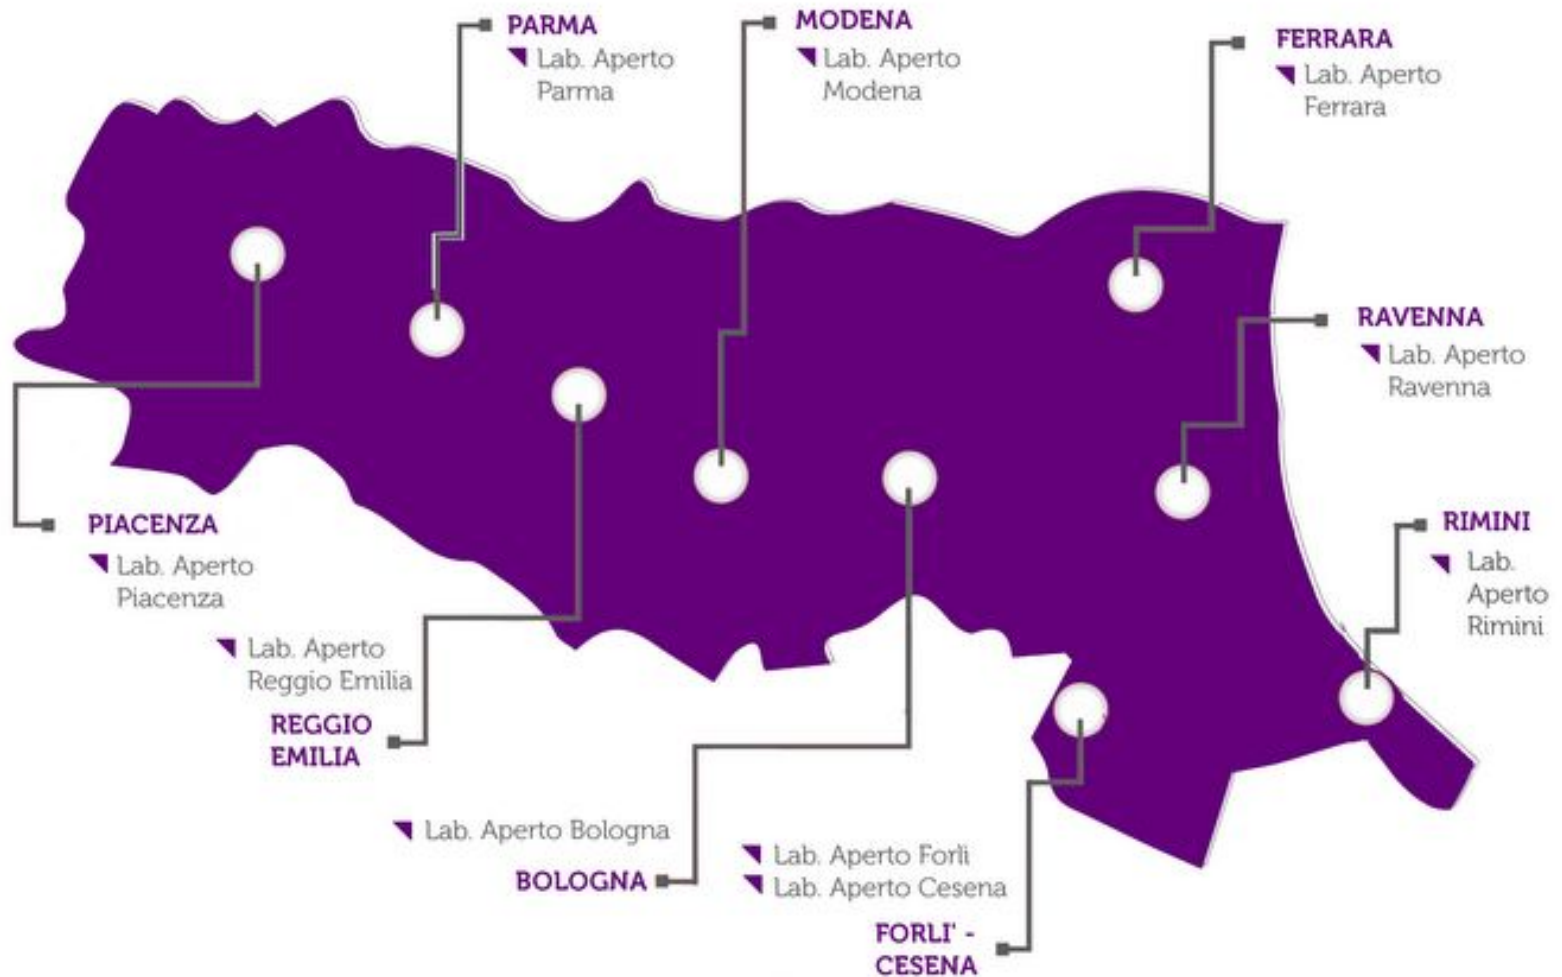 PARMA
Lab. Aperto
Parma
MODENA
Lab. Aperto
Modena
FERRARA
Lab. Aperto
Ferrara
RAVENNA
Lab. Aperto
Ravenna
PIACENZA
Lab. Aperto
Piacenza
RIMINI
Lab.
Aperto
Rimini
Lab. Aperto
Reggio Emilia
REGGIO
EMILIA
Lab. Aperto Bologna
BOLOGNA
Lab. Aperto Forlì
Lab. Aperto Cesena
FORLI' -
CESENA